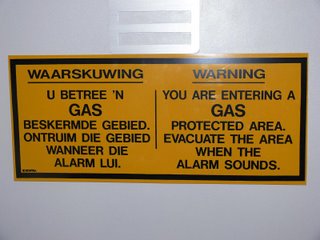 WAARSKUWING
U BETREE 'N
GAS
BESKERMDE GEBIED.
ONTRUIM DIE GEBIED
WANNEER DIE
ALARM LUI.
WARNING
YOU ARE ENTERING A
GAS
PROTECTED AREA.
EVACUATE THE AREA
WHEN THE
ALARM SOUNDS.